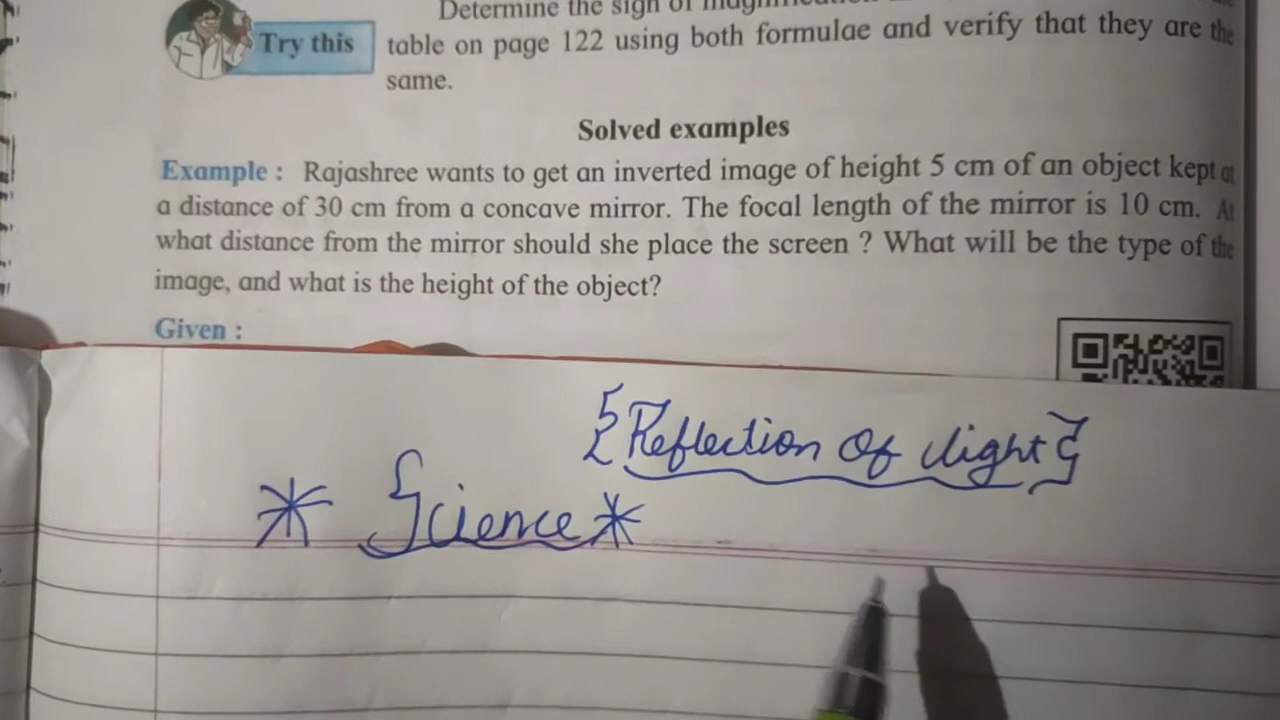 Determine the sign of
Try this
table on page 122 using both formulae and verify that they are the
same.
Solved examples
Example : Rajashree wants to get an inverted image of height 5 cm of an object kept at
a distance of 30 cm from a concave mirror. The focal length of the mirror is 10 cm. At
what distance from the mirror should she place the screen ? What will be the type of the
image, and what is the height of the object?
Given :
{Reflection Of light}
* Science *